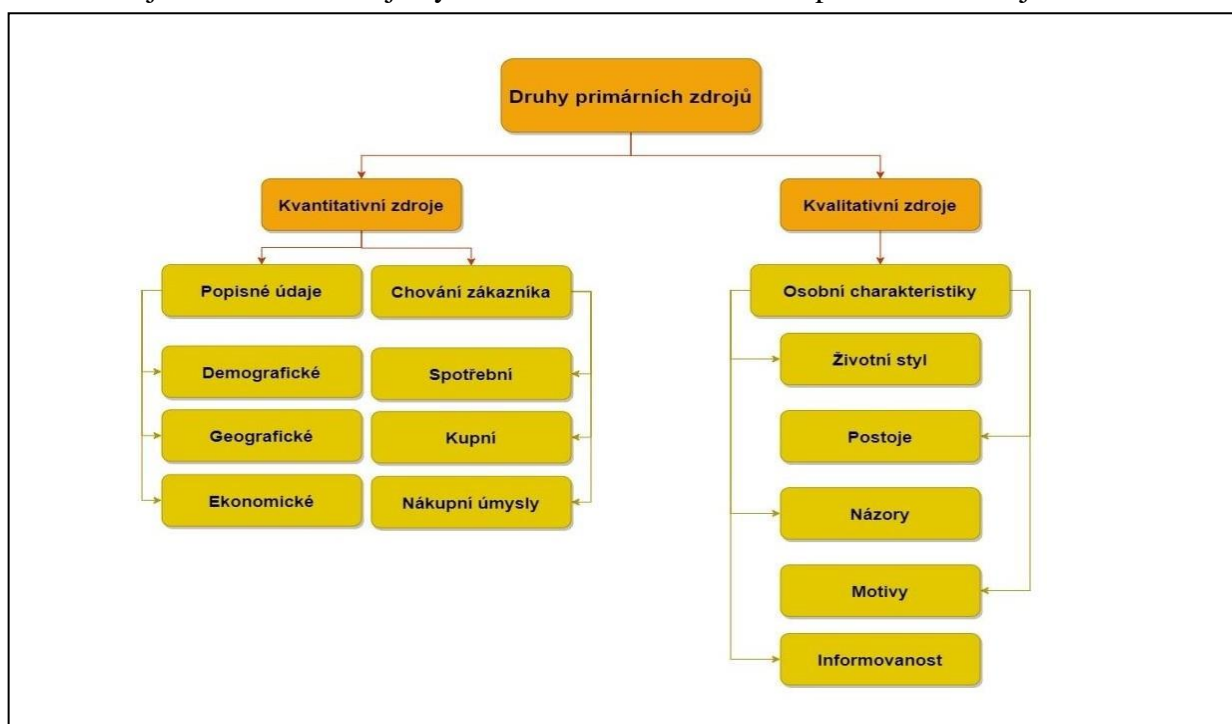 Druhy primárních zdrojů
Kvantitativní zdroje
Kvalitativní zdroje
Popisné údaje
Chování zákazníka
Osobní charakteristiky
Demografické
Spotřební
Životní styl
Geografické
Kupní
Postoje
Ekonomické
Nákupní úmysly
Názory
Motivy
Informovanost